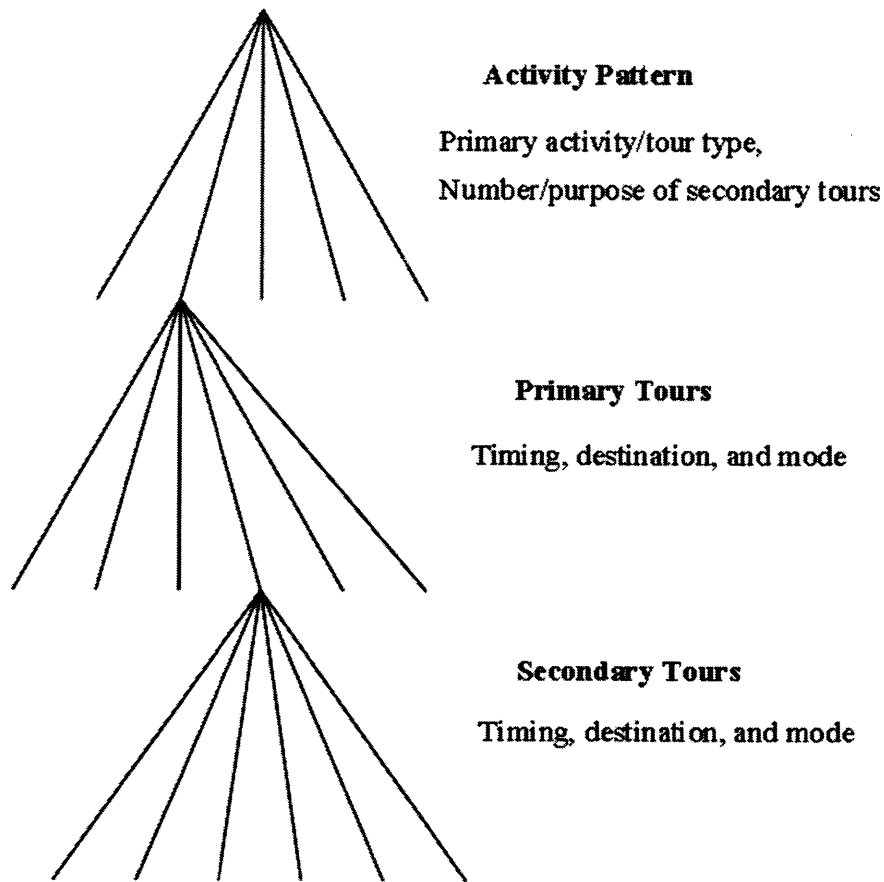 Activity Pattern
Primary activity/tour type,
Number/purpose of secondary tours
Primary Tours
Timing, destination, and mode
Secondary Tours
Timing, destination, and mode